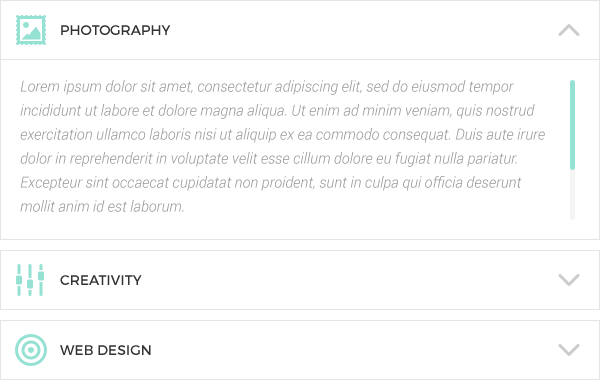 PHOTOGRAPHY
Lorem ipsum dolor sit amet, consectetur adipiscing elit, sed do eiusmod tempor
incididunt ut labore et dolore magna aliqua. Ut enim ad minim veniam, quis nostrud
exercitation ullamco laboris nisi ut aliquip ex ea commodo consequat. Duis aute irure
dolor in reprehenderit in voluptate velit esse cillum dolore eu fugiat nulla pariatur.
Excepteur sint occaecat cupidatat non proident, sunt in culpa qui officia deserunt
mollit anim id est laborum.
CREATIVITY
WEB DESIGN